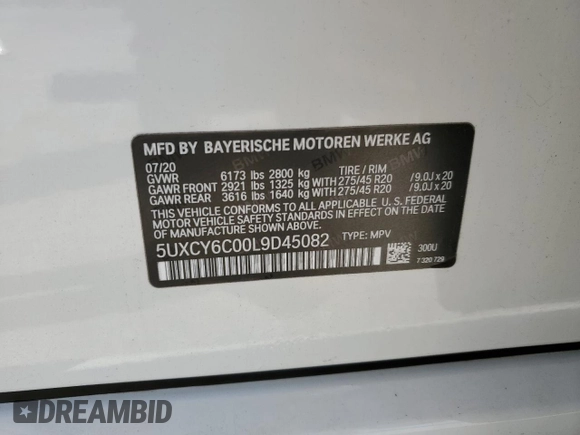 MFD BY BAYERISCHE MOTOREN WERKE AG
07/20
GVWR 6173 lbs 2800 kg TIRE / RIM
GAWR FRONT 2921 lbs 1325 kg WITH 275/45 R20 /9.0J x 20
GAWR REAR 3616 lbs 1640 kg WITH 275/45 R20 /9.0J x 20
THIS VEHICLE CONFORMS TO ALL APPLICABLE U. S. FEDERAL
MOTOR VEHICLE SAFETY STANDARDS IN EFFECT ON THE DATE
OF MANUFACTURE SHOWN ABOVE.
5UXCY6C00L9D45082 TYPE: MPV
300U
7 320 729
DREAMBID